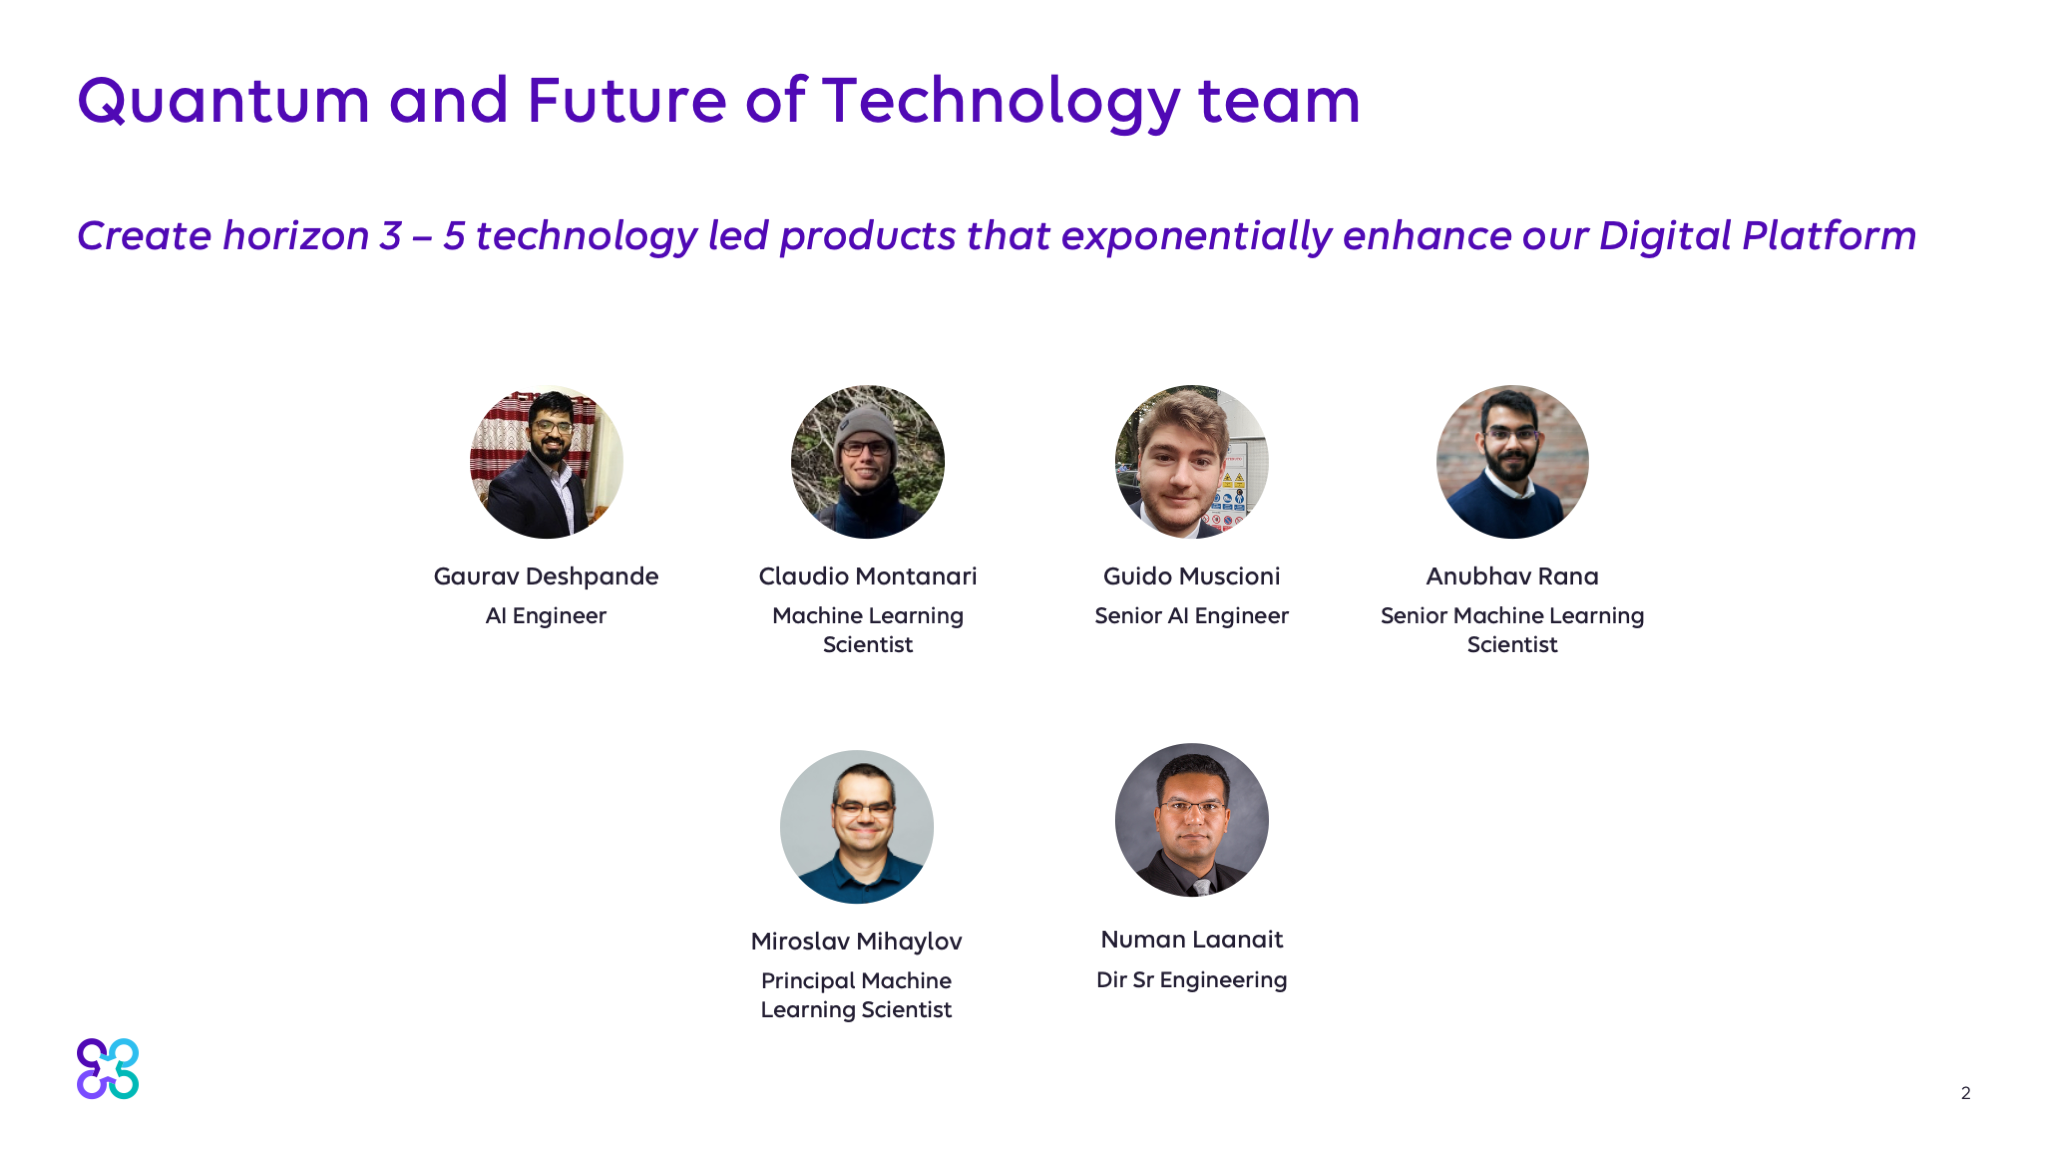 Quantum and Future of Technology team
Create horizon 3 – 5 technology led products that exponentially enhance our Digital Platform
Gaurav Deshpande
AI Engineer
Claudio Montanari
Machine Learning
Scientist
Guido Muscioni
Senior AI Engineer
Anubhav Rana
Senior Machine Learning
Scientist
Miroslav Mihaylov
Principal Machine
Learning Scientist
Numan Laanait
Dir Sr Engineering
2